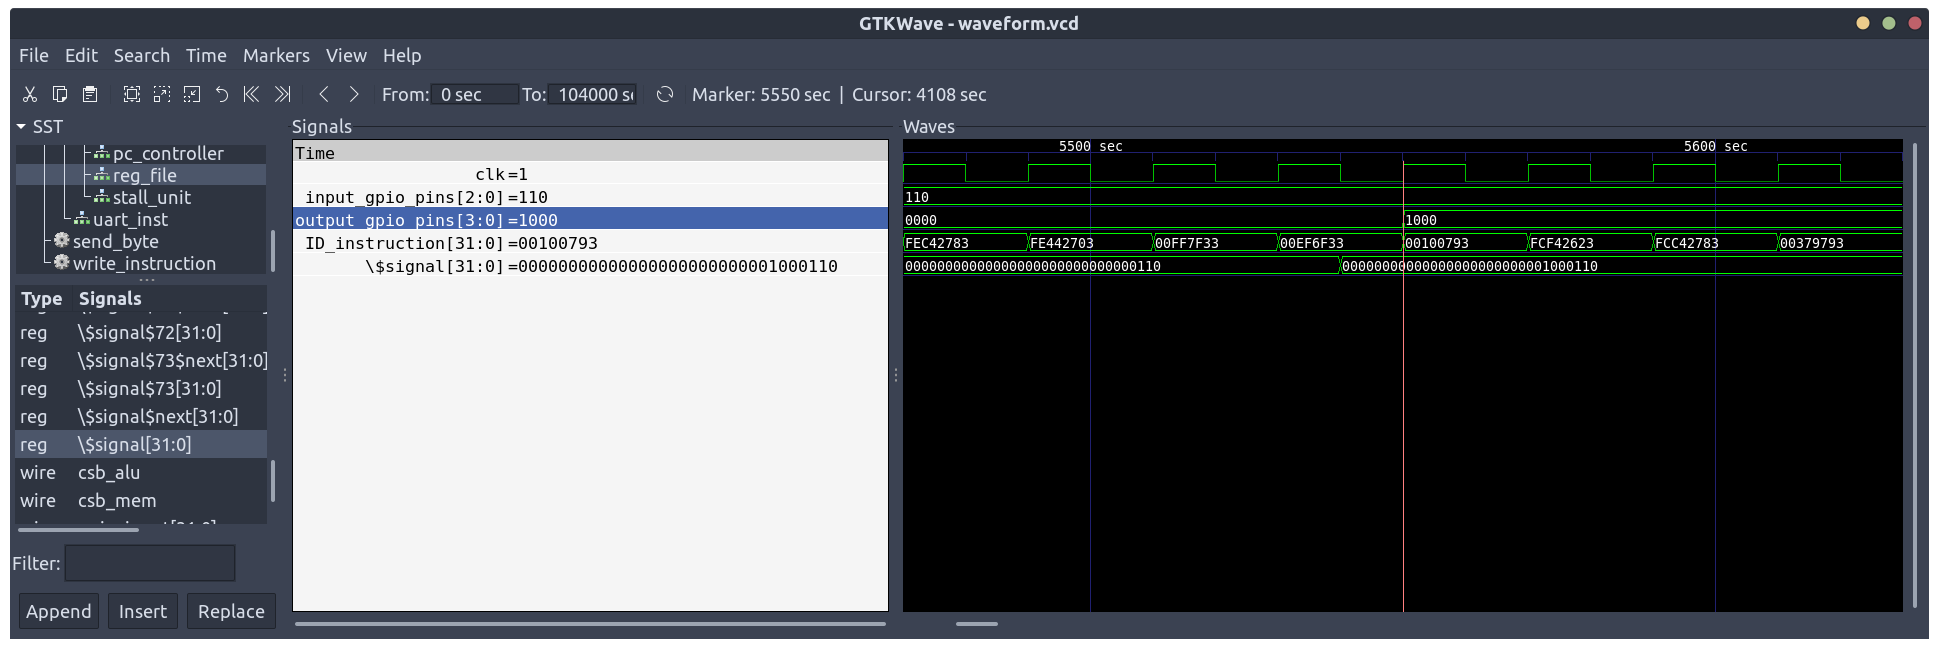 GTKWave - waveform.vcd
File Edit Search Time Markers View Help
From: 0 sec To: 104000 Marker: 5550 sec | Cursor: 4108 sec
SST
pc_controller
reg_file
stall_unit
uart_inst
send_byte
write_instruction
Type Signals
reg \$signal$72[31:0]
reg \$signal$73$next[31:0]
reg \$signal$73[31:0]
reg \$signal$next[31:0]
reg \$signal[31:0]
wire csb_alu
wire csb_mem
Filter:
Append Insert Replace
Signals
Time
clk=1
input_gpio_pins[2:0]=110
output_gpio_pins[3:0]=1000
ID_instruction[31:0]=00100793
\$signal[31:0]=00000000000000000000000001000110
Waves
5500 sec 5600 sec
110
0000 1000
FEC42783 FE442703 00FF7F33 00EF6F33 00100793 FCF42623 FCC42783 00379793
00000000000000000000000000000110 00000000000000000000000001000110